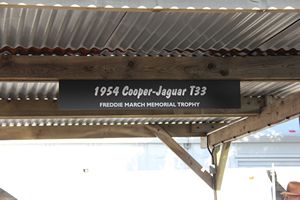 1954 Cooper-Jaguar T33
FREDDIE MARCH MEMORIAL TROPHY